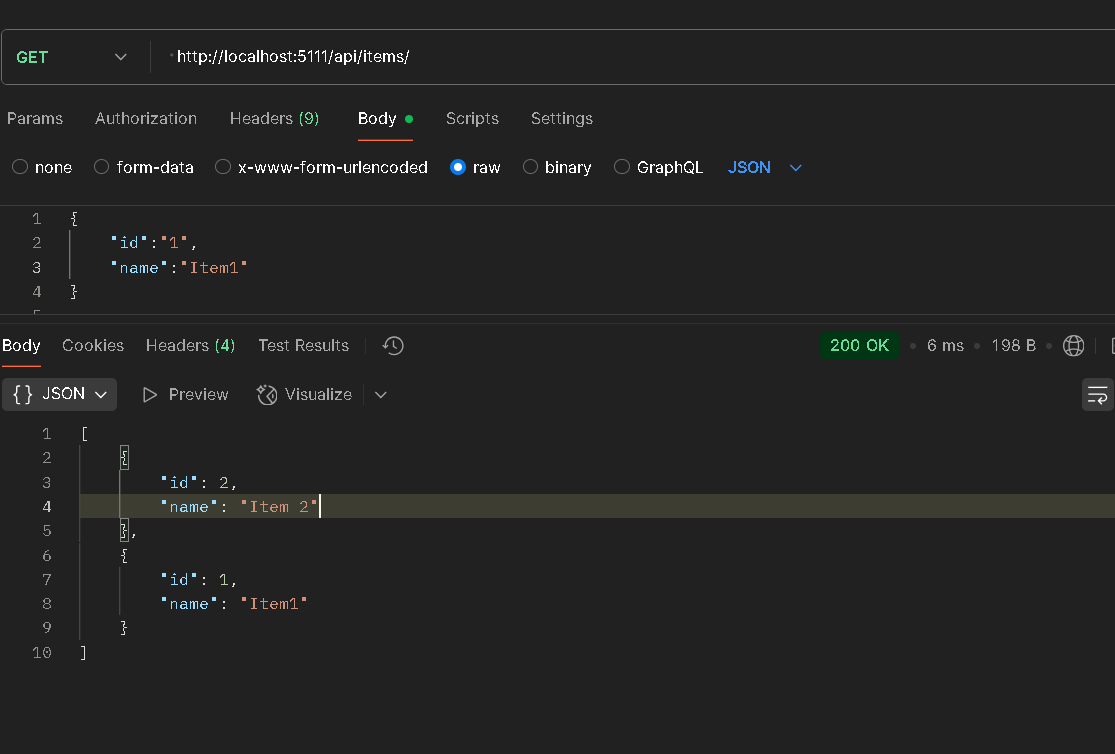 GET http://localhost:5111/api/items/
Params Authorization Headers (9) Body Scripts Settings
none form-data x-www-form-urlencoded raw binary GraphQL JSON
1 {
2 "id":"1",
3 "name":"Item1"
4 }
Body Cookies Headers (4) Test Results 200 OK 6 ms 198 B
{} JSON Preview Visualize
1 [
2 {
3 "id": 2,
4 "name": "Item 2"
5 },
6 {
7 "id": 1,
8 "name": "Item1"
9 }
10 ]